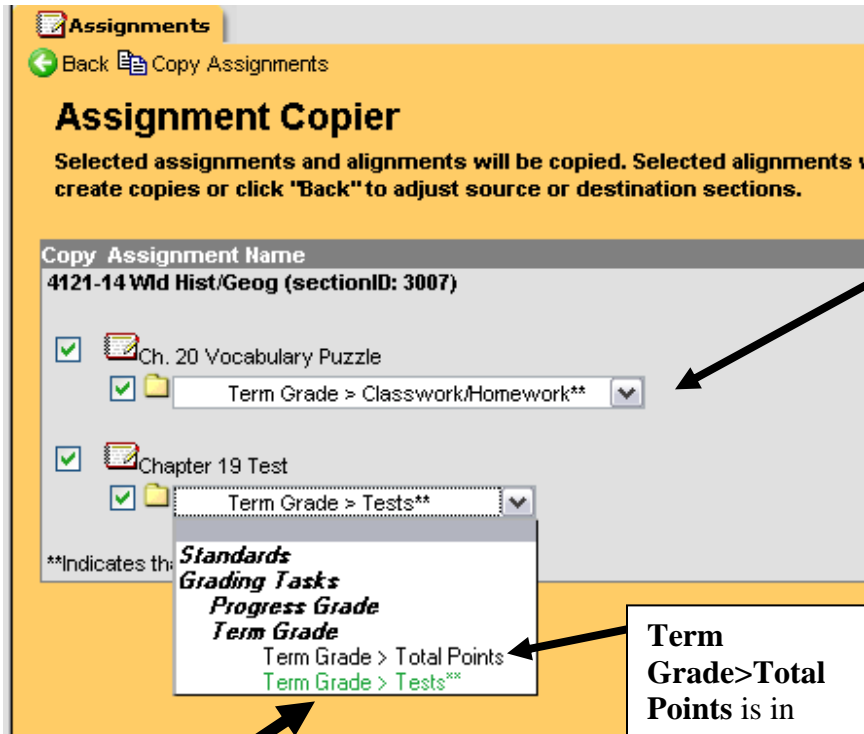 Assignments
Back Copy Assignments
Assignment Copier
Selected assignments and alignments will be copied. Selected alignments
create copies or click "Back" to adjust source or destination sections.
Copy Assignment Name
4121-14 Wld Hist/Geog (sectionID: 3007)
Ch. 20 Vocabulary Puzzle
Term Grade > Classwork/Homework**
Chapter 19 Test
Term Grade > Tests**
**Indicates
Standards
Grading Tasks
Progress Grade
Term Grade
Term Grade > Total Points
Term Grade > Tests**
Term
Grade>Total
Points is in